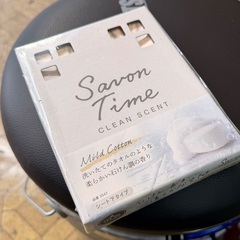 Savon
Time
CLEAN SCENT
Mild Cotton
洗いたてのタオルのような
柔らかい石けん調の香り
シート下タイプ